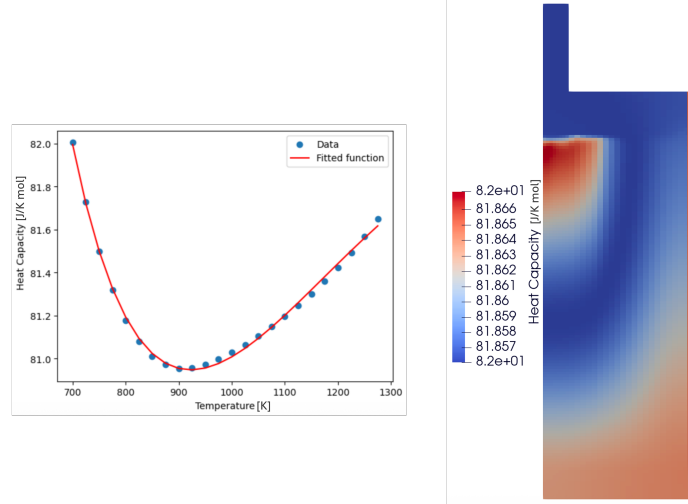 82.0
81.8
81.6
81.4
81.2
81.0
Heat Capacity [J/K mol]
Data
Fitted function
700 800 900 1000 1100 1200 1300
Temperature [K]
8.2e+01
81.866
81.865
81.864
81.863
81.862
81.861
81.86
81.859
81.858
81.857
8.2e+01
Heat Capacity [J/K mol]